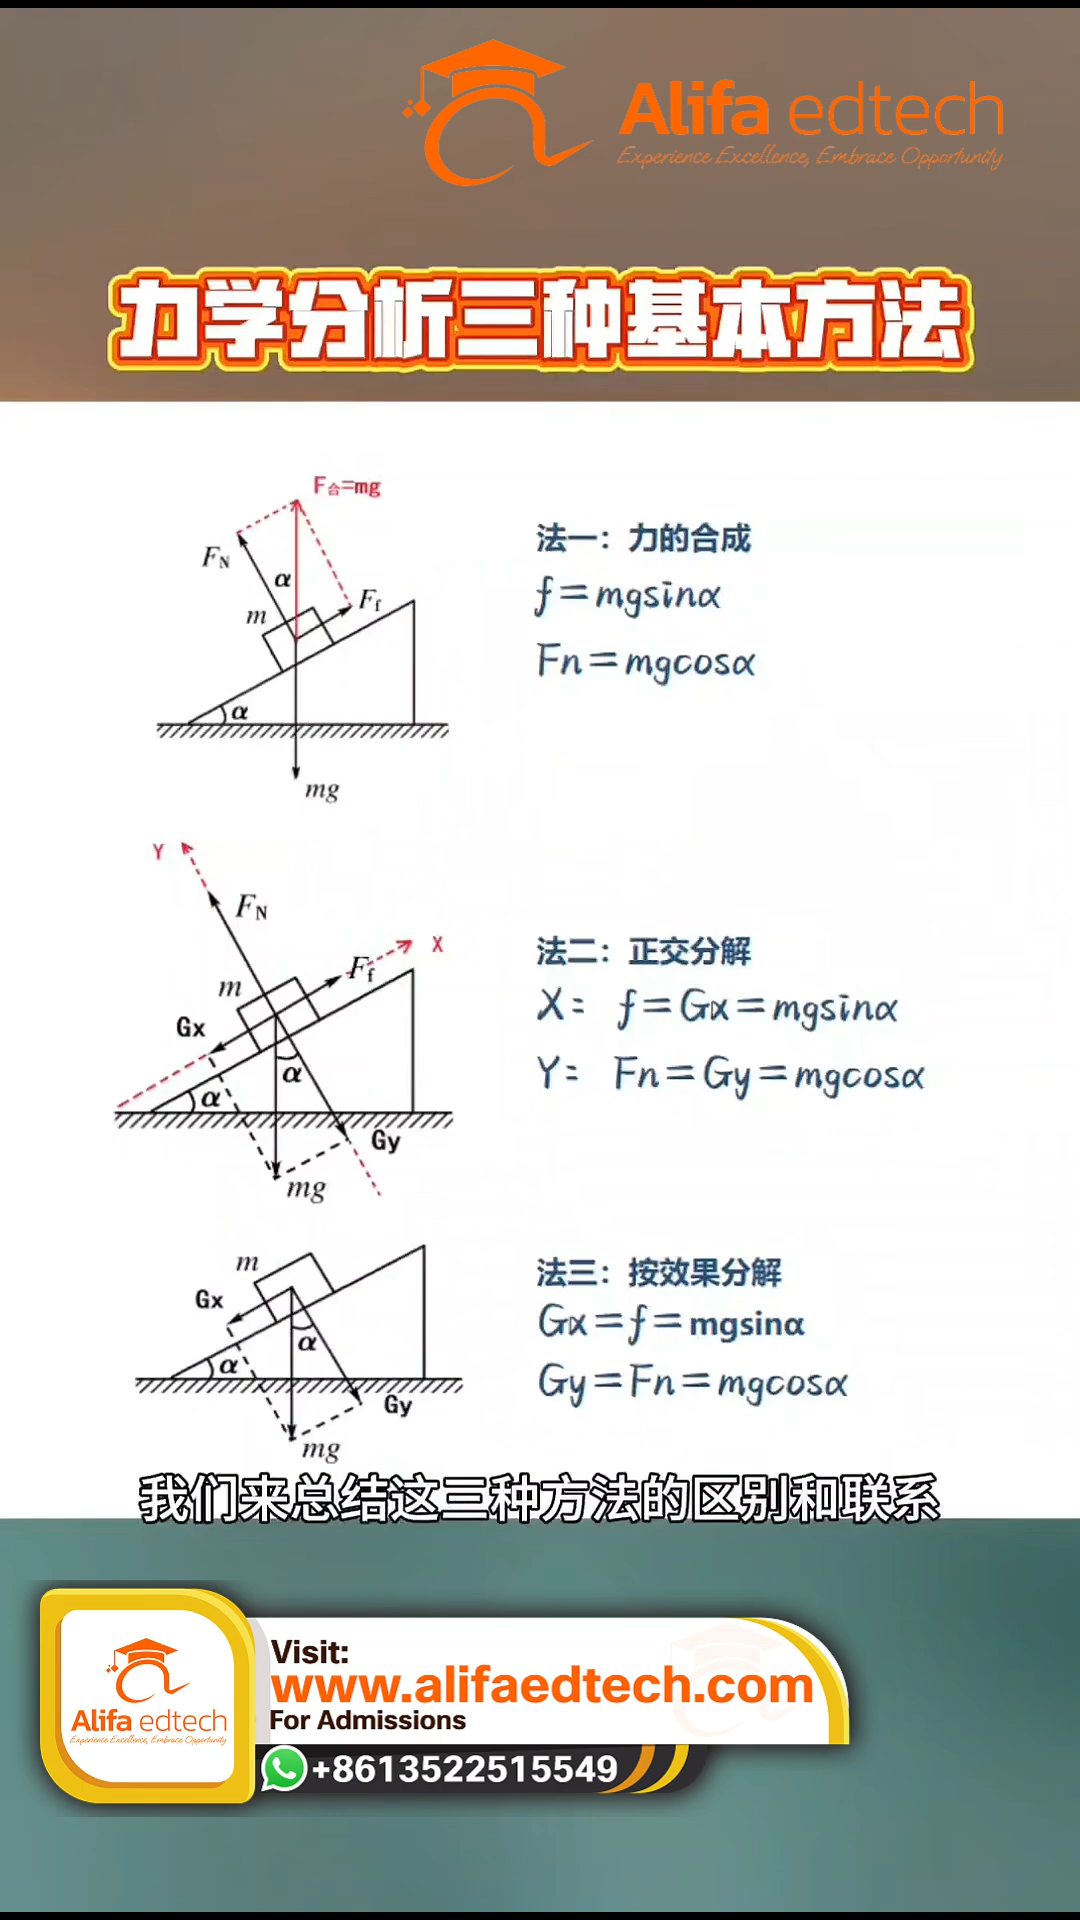 Alifa edtech
Experience Excellence, Embrace Opportunity
力学分析三种基本方法
F合=mg
FN
α
Ff
m
α
mg
法一：力的合成
f=mgsinα
Fn=mgcosα
Y
FN
X
Ff
m
Gx
α
α
Gy
mg
法二：正交分解
X= f=Gx=mgsinα
Y= Fn=Gy=mgcosα
m
Gx
α
α
Gy
mg
法三：按效果分解
Gx=f=mgsinα
Gy=Fn=mgcosα
我们来总结这三种方法的区别和联系
Alifa edtech
Experience Excellence, Embrace Opportunity
Visit:
www.alifaedtech.com
For Admissions
+8613522515549